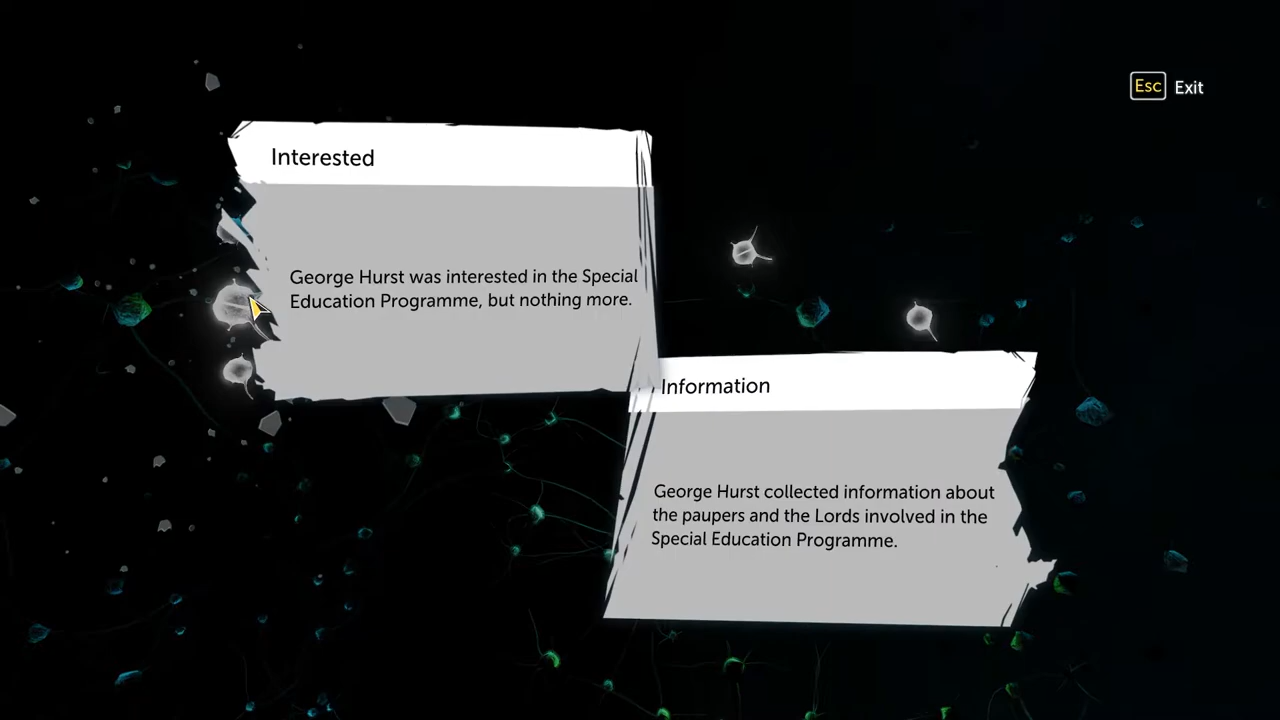 Esc Exit
Interested
George Hurst was interested in the Special
Education Programme, but nothing more.
Information
George Hurst collected information about
the paupers and the Lords involved in the
Special Education Programme.